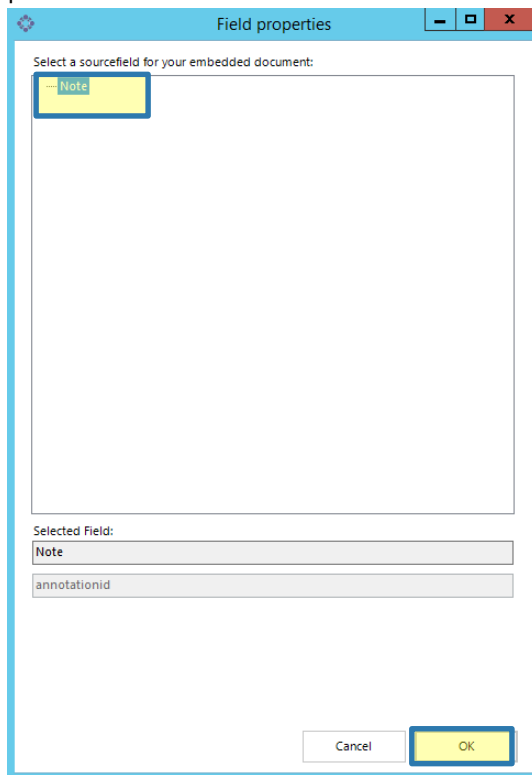 Field properties
Select a sourcefield for your embedded document:
Note
Selected Field:
Note
annotationid
Cancel
OK